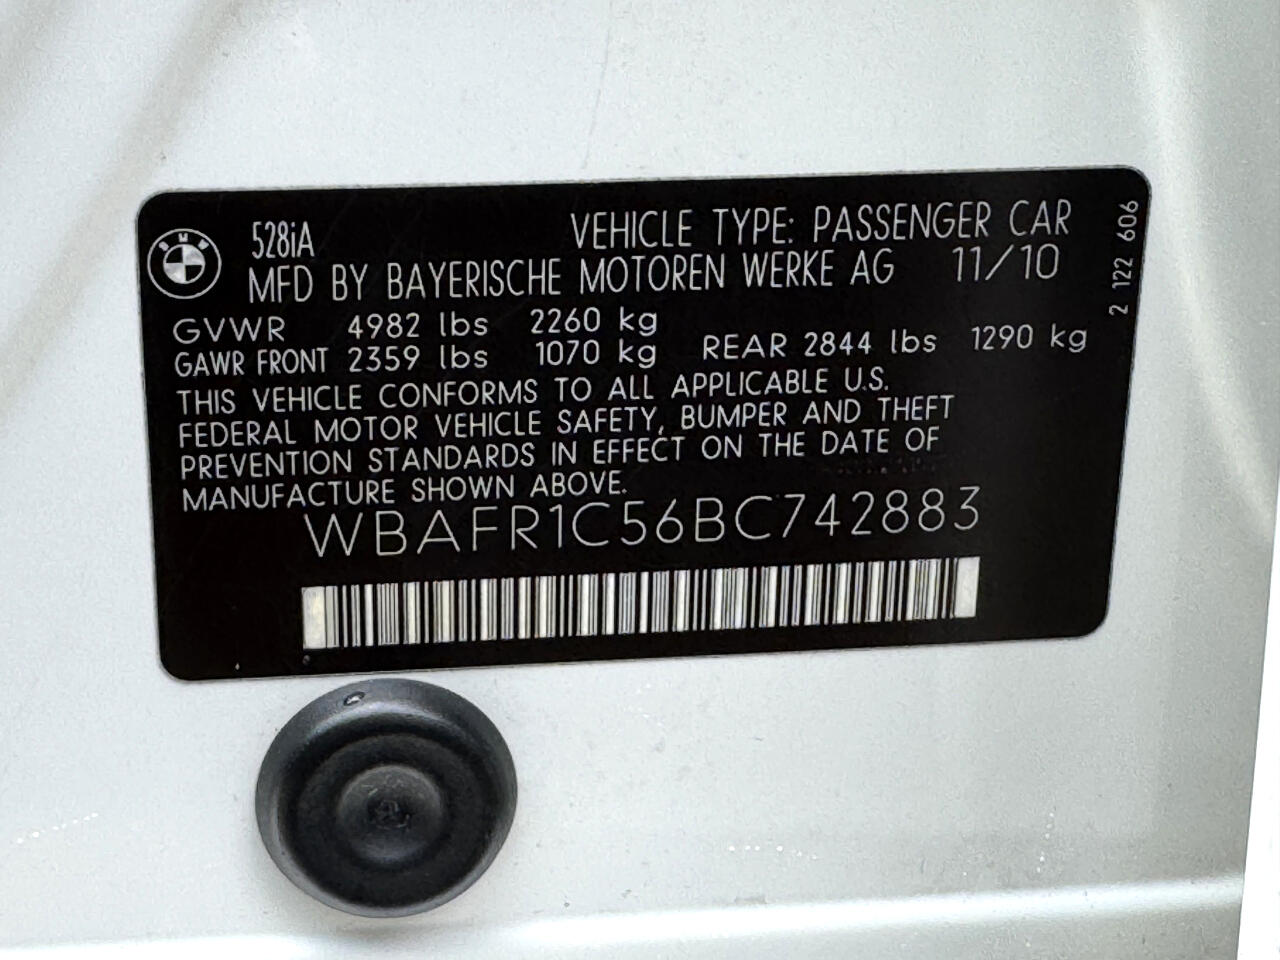 BMW
528iA
VEHICLE TYPE: PASSENGER CAR
MFD BY BAYERISCHE MOTOREN WERKE AG 11/10
2 122 606
GVWR 4982 lbs 2260 kg
GAWR FRONT 2359 lbs 1070 kg REAR 2844 lbs 1290 kg
THIS VEHICLE CONFORMS TO ALL APPLICABLE U.S.
FEDERAL MOTOR VEHICLE SAFETY, BUMPER AND THEFT
PREVENTION STANDARDS IN EFFECT ON THE DATE OF
MANUFACTURE SHOWN ABOVE.
WBAFR1C56BC742883